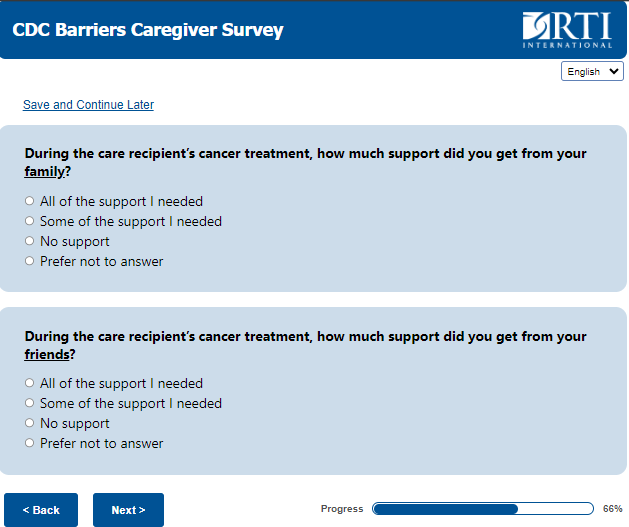 CDC Barriers Caregiver Survey
RTI
INTERNATIONAL
English
Save and Continue Later
During the care recipient's cancer treatment, how much support did you get from your
family?
All of the support I needed
Some of the support I needed
No support
Prefer not to answer
During the care recipient's cancer treatment, how much support did you get from your
friends?
All of the support I needed
Some of the support I needed
No support
Prefer not to answer
< Back
Next >
Progress
66%